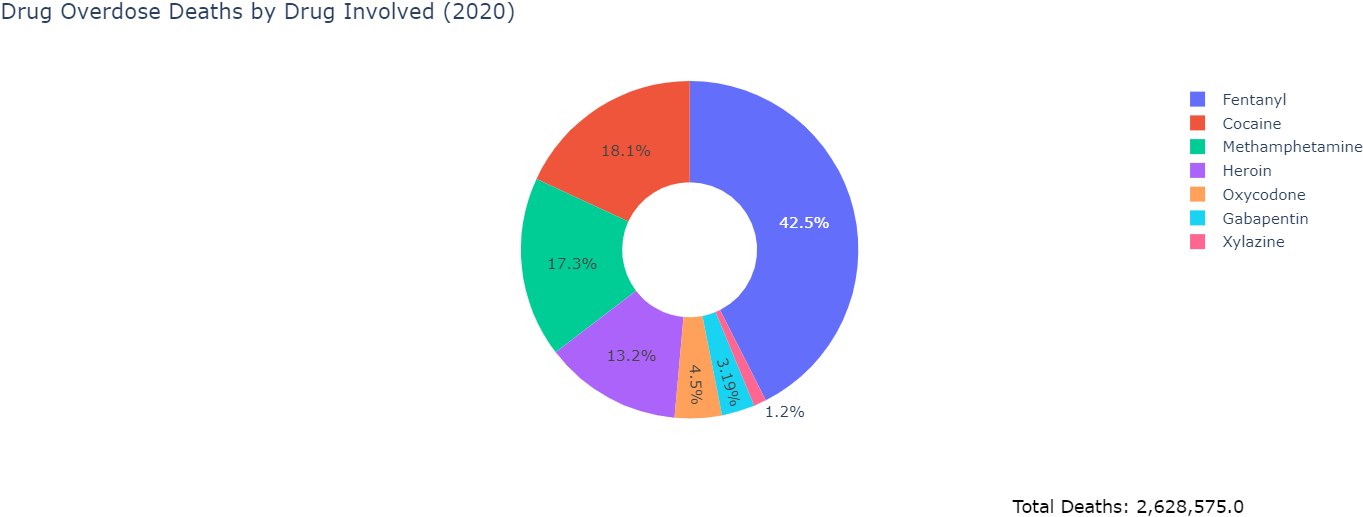 Drug Overdose Deaths by Drug Involved (2020)
Fentanyl
Cocaine
Methamphetamine
Heroin
Oxycodone
Gabapentin
Xylazine
18.1%
42.5%
17.3%
13.2%
4.5%
3.19%
1.2%
Total Deaths: 2,628,575.0